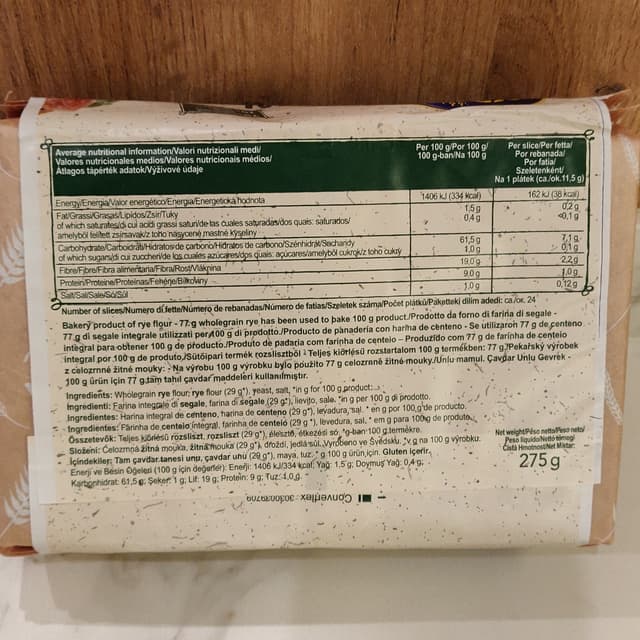 Average nutritional information/Valori nutrizionali medi/
Valores nutricionales medios/Valores nutricionais médios/
Átlagos tápérték adatok/Výživové údaje
Per 100 g/Por 100 g/
100 g-ban/Na 100 g
Per slice/Per fetta/
Por rebanada/
Por fatia/
Szeletenként/
Na 1 plátek (ca./ok.11,5 g)
Energy/Energia/Valor energético/Energia/Energetická hodnota 1406 kJ (334 kcal) 162 kJ (38 kcal)
Fat/Grassi/Grasas/Lípidos/Zsír/Tuky 1,5 g 0,2 g
of which saturates/di cui acidi grassi saturi/de las cuales saturadas/dos quais: saturados/ 0,4 g <0,1 g
amelyből telített zsírsavak/z toho nasycené mastné kyseliny
Carbohydrate/Carboidrati/Hidratos de carbono/Hidratos de carbono/Szénhidrát/Sacharidy 61,5 g 7,1 g
of which sugars/di cui zuccheri/de los cuales azúcares/dos quais: açúcares/amelyből cukrok/z toho cukry 1,0 g 0,1 g
Fibre/Fibre/Fibra alimentaria/Fibra/Rost/Vláknina 19,0 g 2,2 g
Protein/Proteine/Proteínas/Fehérje/Bílkoviny 9,0 g 1,0 g
Salt/Sal/Sale/Só/Sůl 1,0 g 0,12 g
Number of slices/Numero di fette/Número de rebanadas/Número de fatias/Szeletek száma/Počet plátků/Paketteki dilim adedi: ca./ok. 24
Bakery product of rye flour - 77 g wholegrain rye has been used to bake 100 g product./Prodotto da forno di farina di segale -
77 g di segale integrale utilizzati per 100 g di prodotto./Producto de panadería con harina de centeno - Se utilizaron 77 g de centeno
integral para obtener 100 g de producto./Produto de padaria com farinha de centeio – Produzido com 77 g de farinha de centeio
integral por 100 g de produto./Sütőipari termék rozslisztből - Teljes kiőrlésű rozstartalom 100 g termékben: 77 g./Pekařský výrobek
z celozrnné žitné mouky: - Na výrobu 100 g výrobku bylo použito 77 g celozrnné žitné mouky./Unlu mamul. Çavdar Unlu Gevrek -
100 g ürün için 77 g tam tahıl çavdar maddeleri kullanılmıştır.
Ingredients: Wholegrain rye flour, rye flour (29 g*), yeast, salt, *in g for 100 g product.
Ingredienti: Farina integrale di segale, farina di segale (29 g*), lievito, sale. *in g per 100 g di prodotto.
Ingredientes: Harina integral de centeno, harina de centeno (29 g*), levadura, sal. * en g por 100 g de producto.
Ingredientes: Farinha de centeio integral, farinha de centeio (29 g*), levedura, sal, * em g para 100 g de produto.
Összetevők: Teljes kiőrlésű rozsliszt, rozsliszt (29 g*), élesztő, étkezési só. *g-ban 100 g termékre.
Složení: Celozrnná žitná mouka, žitná mouka (29 g*), droždí, jedlá sůl. Vyrobeno ve Švédsku. *v g na 100 g výrobku.
İçindekiler: Tam çavdar tanesi unu, çavdar unu (29 g*), maya, tuz. * g 100 g ürün için. Gluten içerir.
Enerji ve Besin Öğeleri (100 g için değerler): Enerji: 1406 kJ/334 kcal, Yağ: 1,5 g; Doymuş Yağ: 0,4 g;
Karbonhidrat: 61,5 g; Şeker: 1 g; Lif: 19 g; Protein: 9 g; Tuz: 1,0 g.
Net weight/Peso netto/Peso neto/
Peso líquido/Nettó tömeg/
Čistá hmotnost/Net Miktar:
275 g
Converflex